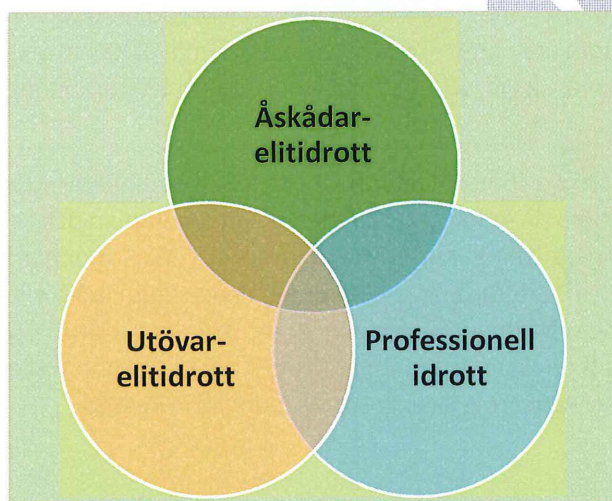 Åskådar-
elitidrott
Utövar-
elitidrott
Professionell
idrott